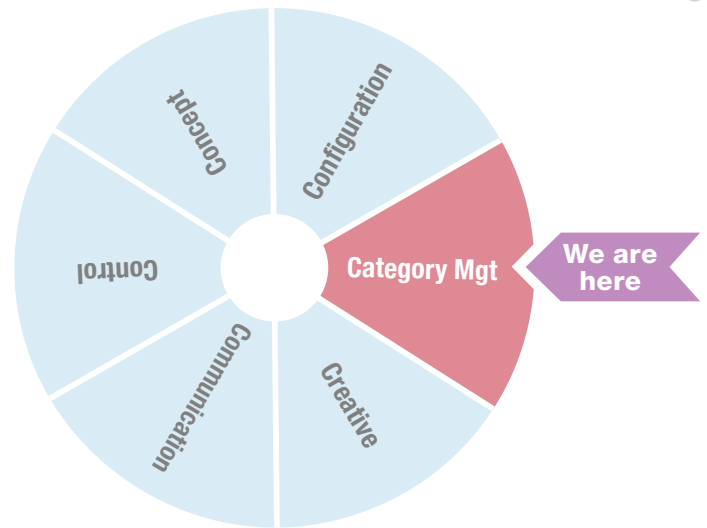 Concept
Configuration
Category Mgt
We are
here
Creative
Communication
Control